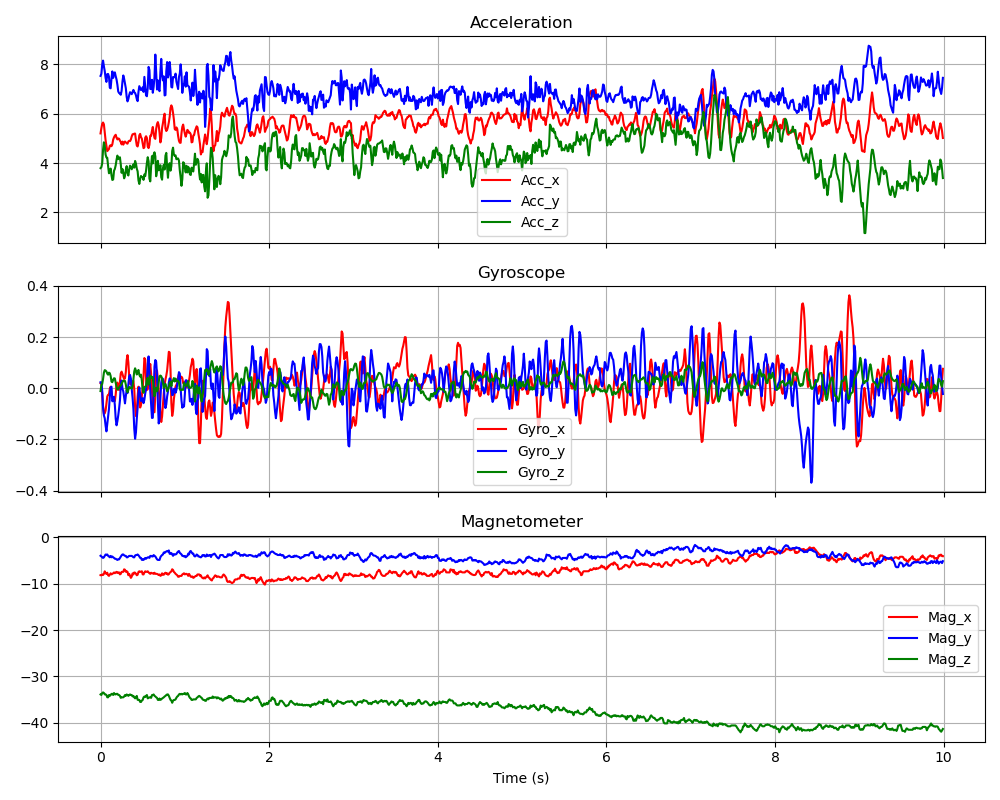 Acceleration
8
6
4
2
Acc_x
Acc_y
Acc_z
Gyroscope
0.4
0.2
0.0
−0.2
−0.4
Gyro_x
Gyro_y
Gyro_z
Magnetometer
0
−10
−20
−30
−40
Mag_x
Mag_y
Mag_z
0 2 4 6 8 10
Time (s)